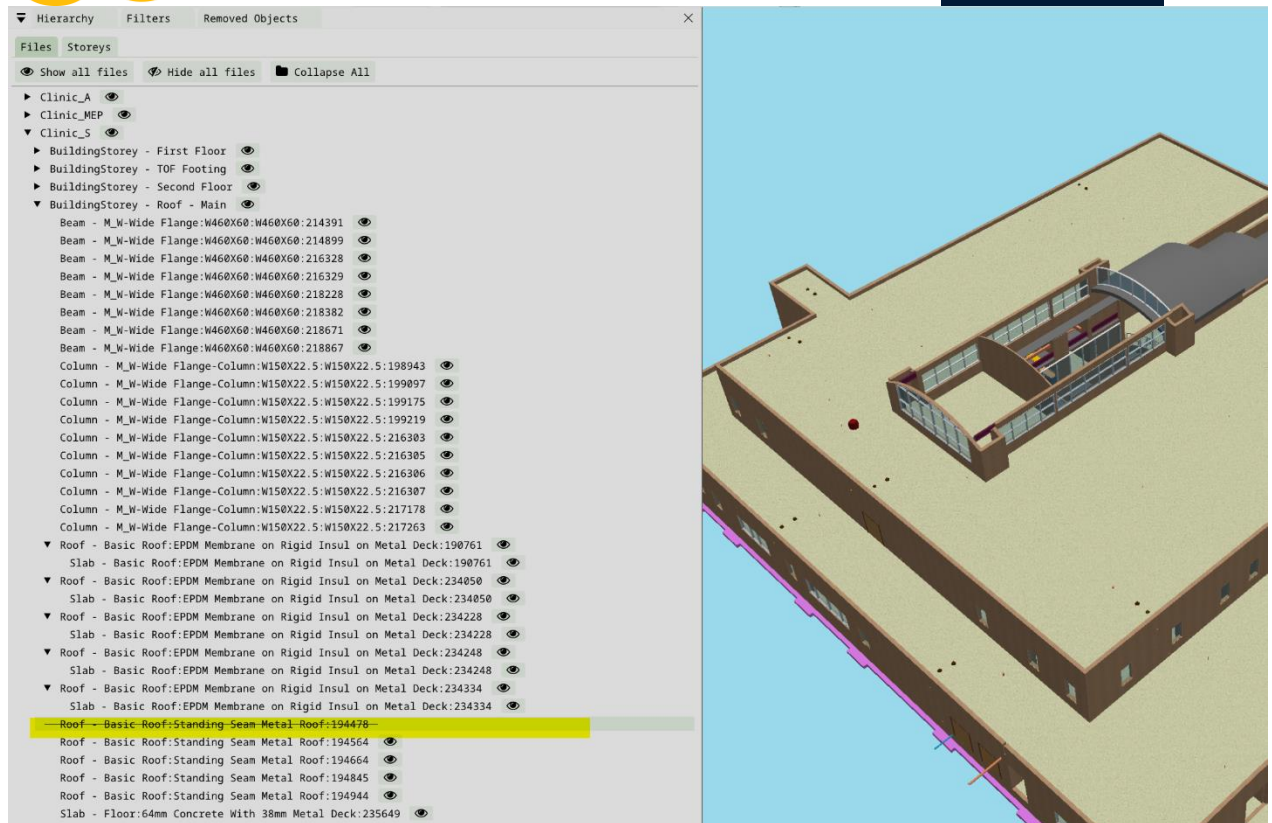 Hierarchy Filters Removed Objects
Files Storeys
Show all files Hide all files Collapse All
Clinic_A
Clinic_MEP
Clinic_S
BuildingStorey - First Floor
BuildingStorey - TOF Footing
BuildingStorey - Second Floor
BuildingStorey - Roof - Main
Beam - M_W-Wide Flange:W460X60:W460X60:214391
Beam - M_W-Wide Flange:W460X60:W460X60:214899
Beam - M_W-Wide Flange:W460X60:W460X60:216328
Beam - M_W-Wide Flange:W460X60:W460X60:216329
Beam - M_W-Wide Flange:W460X60:W460X60:218228
Beam - M_W-Wide Flange:W460X60:W460X60:218382
Beam - M_W-Wide Flange:W460X60:W460X60:218671
Beam - M_W-Wide Flange:W460X60:W460X60:218867
Column - M_W-Wide Flange-Column:W150X22.5:W150X22.5:198943
Column - M_W-Wide Flange-Column:W150X22.5:W150X22.5:199097
Column - M_W-Wide Flange-Column:W150X22.5:W150X22.5:199175
Column - M_W-Wide Flange-Column:W150X22.5:W150X22.5:199219
Column - M_W-Wide Flange-Column:W150X22.5:W150X22.5:216303
Column - M_W-Wide Flange-Column:W150X22.5:W150X22.5:216305
Column - M_W-Wide Flange-Column:W150X22.5:W150X22.5:216306
Column - M_W-Wide Flange-Column:W150X22.5:W150X22.5:216307
Column - M_W-Wide Flange-Column:W150X22.5:W150X22.5:217178
Column - M_W-Wide Flange-Column:W150X22.5:W150X22.5:217263
Roof - Basic Roof:EPDM Membrane on Rigid Insul on Metal Deck:190761
Slab - Basic Roof:EPDM Membrane on Rigid Insul on Metal Deck:190761
Roof - Basic Roof:EPDM Membrane on Rigid Insul on Metal Deck:234050
Slab - Basic Roof:EPDM Membrane on Rigid Insul on Metal Deck:234050
Roof - Basic Roof:EPDM Membrane on Rigid Insul on Metal Deck:234228
Slab - Basic Roof:EPDM Membrane on Rigid Insul on Metal Deck:234228
Roof - Basic Roof:EPDM Membrane on Rigid Insul on Metal Deck:234248
Slab - Basic Roof:EPDM Membrane on Rigid Insul on Metal Deck:234248
Roof - Basic Roof:EPDM Membrane on Rigid Insul on Metal Deck:234334
Slab - Basic Roof:EPDM Membrane on Rigid Insul on Metal Deck:234334
Roof - Basic Roof:Standing Seam Metal Roof:194478
Roof - Basic Roof:Standing Seam Metal Roof:194564
Roof - Basic Roof:Standing Seam Metal Roof:194664
Roof - Basic Roof:Standing Seam Metal Roof:194845
Roof - Basic Roof:Standing Seam Metal Roof:194944
Slab - Floor:64mm Concrete With 38mm Metal Deck:235649